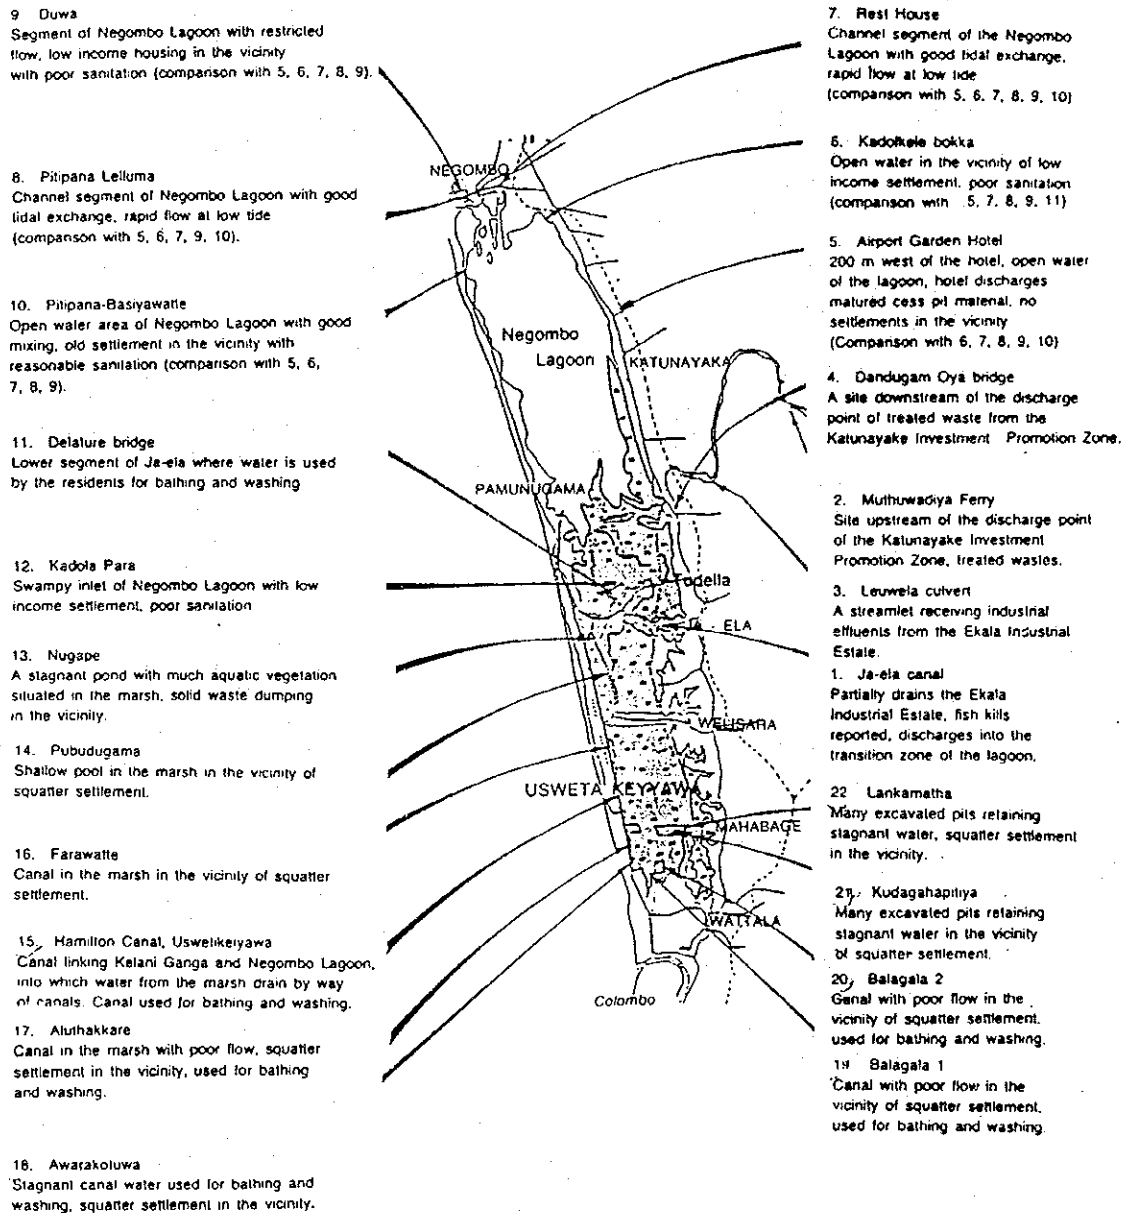 9 Duwa
Segment of Negombo Lagoon with restricted
flow, low income housing in the vicinity
with poor sanitation (comparison with 5, 6, 7, 8, 9).
8. Pitipana Lelluma
Channel segment of Negombo Lagoon with good
tidal exchange, rapid flow at low tide
(comparison with 5, 6, 7, 9, 10).
10. Pitipana-Basiyawatte
Open water area of Negombo Lagoon with good
mixing, old settlement in the vicinity with
reasonable sanitation (comparison with 5, 6,
7, 8, 9).
11. Delature bridge
Lower segment of Ja-ela where water is used
by the residents for bathing and washing
12. Kadola Para
Swampy inlet of Negombo Lagoon with low
income settlement, poor sanitation
13. Nugape
A stagnant pond with much aquatic vegetation
situated in the marsh, solid waste dumping
in the vicinity.
14. Pubudugama
Shallow pool in the marsh in the vicinity of
squatter settlement.
16. Farawatte
Canal in the marsh in the vicinity of squatter
settlement.
15, Hamilton Canal, Uswetikeiyawa
Canal linking Kelani Ganga and Negombo Lagoon,
into which water from the marsh drain by way
of canals. Canal used for bathing and washing.
17. Aluthakkare
Canal in the marsh with poor flow, squatter
settlement in the vicinity, used for bathing
and washing.
18. Awarakoluwa
Stagnant canal water used for bathing and
washing, squatter settlement in the vicinity.
NEGOMBO
Negombo
Lagoon
KATUNAYAKA
PAMUNUGAMA
Topella
JA - ELA
WELISARA
USWETA KEYYAWA
MAHABAGE
WATTALA
Colombo
7. Rest House
Channel segment of the Negombo
Lagoon with good tidal exchange,
rapid flow at low tide
(comparison with 5, 6, 7, 8, 9, 10)
6. Kadolkele bokka
Open water in the vicinity of low
income settlement, poor sanitation
(comparison with 5, 7, 8, 9, 11)
5. Airport Garden Hotel
200 m west of the hotel, open water
of the lagoon, hotel discharges
matured cess pit material, no
settlements in the vicinity
(Comparison with 6, 7, 8, 9, 10)
4. Dandugam Oya bridge
A site downstream of the discharge
point of treated waste from the
Katunayake Investment Promotion Zone.
2. Muthuwadiya Ferry
Site upstream of the discharge point
of the Katunayake Investment
Promotion Zone, treated wastes.
3. Leuwela culvert
A streamlet receiving industrial
effluents from the Ekala Industrial
Estate.
1. Ja-ela canal
Partially drains the Ekala
Industrial Estate, fish kills
reported, discharges into the
transition zone of the lagoon.
22 Lankamatha
Many excavated pits retaining
stagnant water, squatter settlement
in the vicinity.
21. Kudagahapitiya
Many excavated pits retaining
stagnant water in the vicinity
of squatter settlement.
20, Balagala 2
Canal with poor flow in the
vicinity of squatter settlement.
used for bathing and washing.
19 Balagala 1
Canal with poor flow in the
vicinity of squatter settlement.
used for bathing and washing.